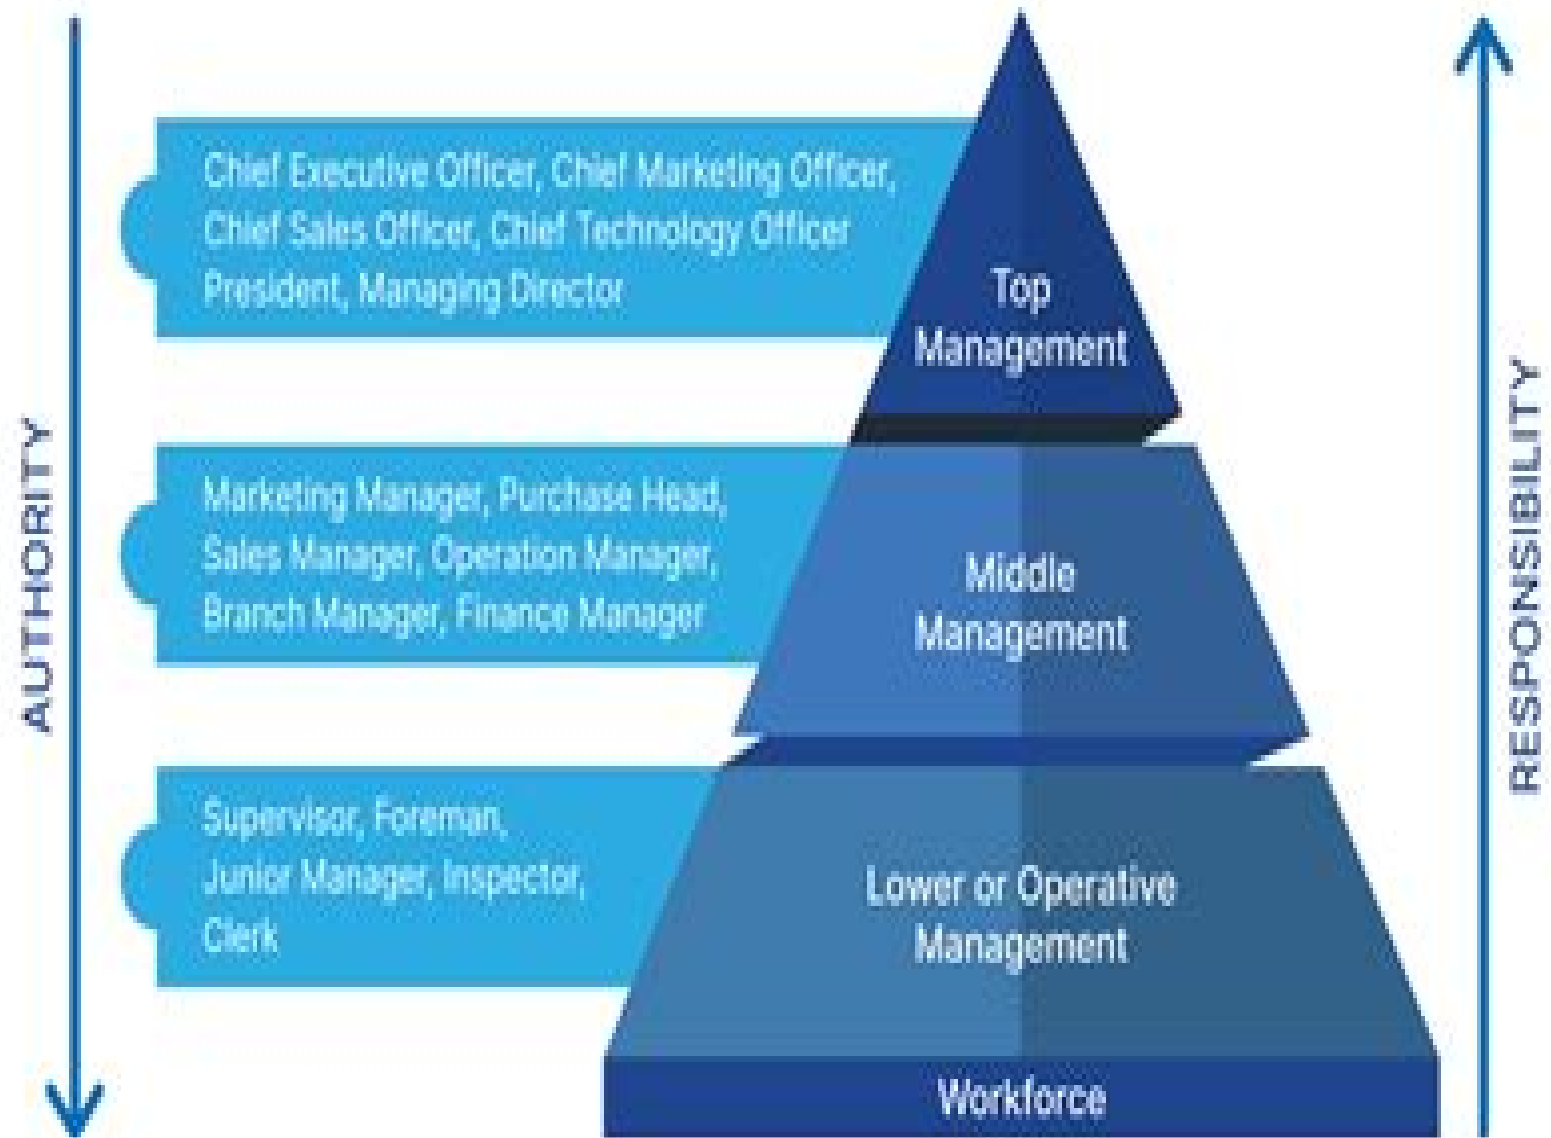 AUTHORITY
Chief Executive Officer, Chief Marketing Officer,
Chief Sales Officer, Chief Technology Officer
President, Managing Director
Top
Management
Marketing Manager, Purchase Head,
Sales Manager, Operation Manager,
Branch Manager, Finance Manager
Middle
Management
Supervisor, Foreman,
Junior Manager, Inspector,
Clerk
Lower or Operative
Management
Workforce
RESPONSIBILITY